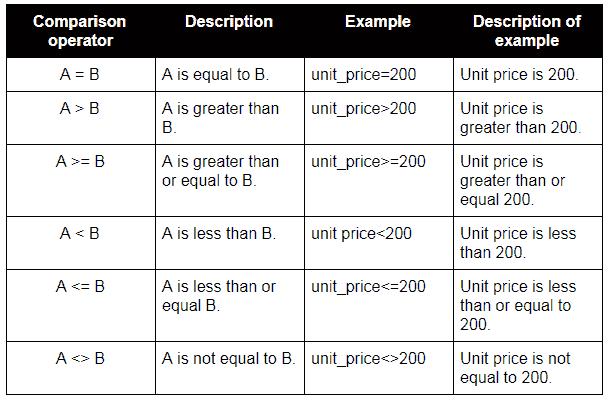 Comparison operator Description Example Description of example
A = B A is equal to B. unit_price=200 Unit price is 200.
A > B A is greater than B. unit_price>200 Unit price is greater than 200.
A >= B A is greater than or equal to B. unit_price>=200 Unit price is greater than or equal 200.
A < B A is less than B. unit price<200 Unit price is less than 200.
A <= B A is less than or equal B. unit_price<=200 Unit price is less than or equal to 200.
A <> B A is not equal to B. unit_price<>200 Unit price is not equal to 200.